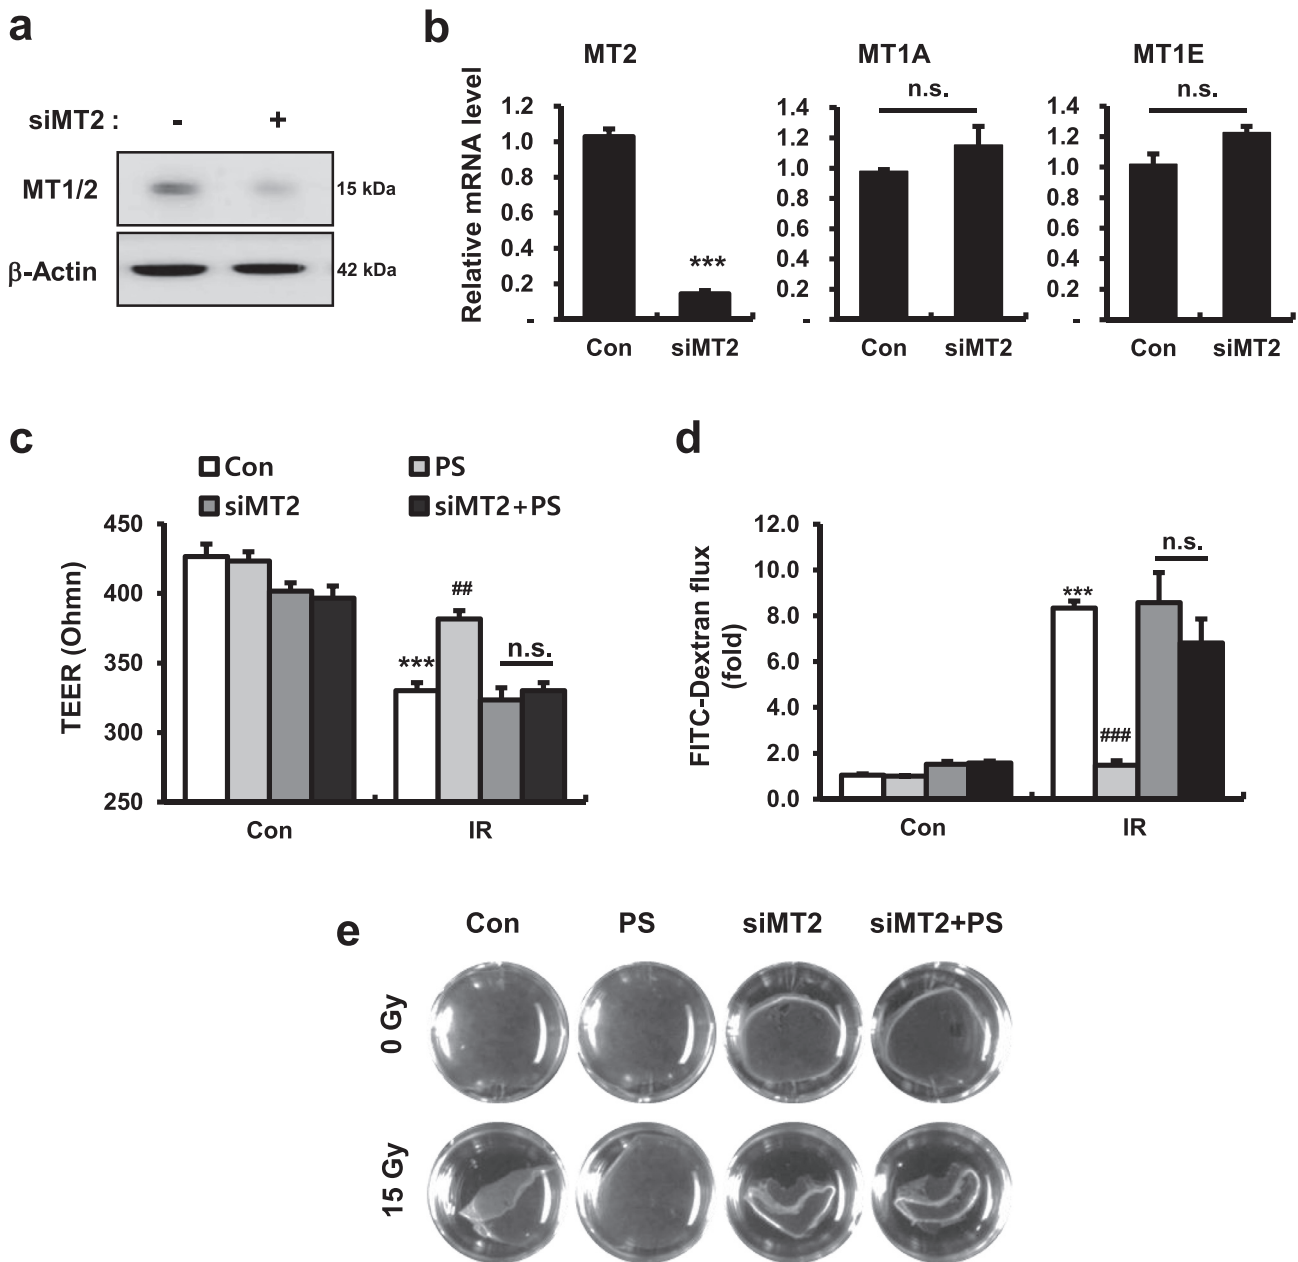 a
siMT2 : - +
MT1/2 15 kDa
β-Actin 42 kDa
b
MT2
Relative mRNA level
1.2
1.0
0.8
0.6
0.4
0.2
-
***
Con siMT2
MT1A
n.s.
1.4
1.2
1.0
0.8
0.6
0.4
0.2
-
Con siMT2
MT1E
n.s.
1.4
1.2
1.0
0.8
0.6
0.4
0.2
-
Con siMT2
c
Con PS
siMT2 siMT2+PS
TEER (Ohmn)
450
400
350
300
250
***
##
n.s.
Con IR
d
FITC-Dextran flux
(fold)
12.0
10.0
8.0
6.0
4.0
2.0
0.0
***
###
n.s.
Con IR
e
Con PS siMT2 siMT2+PS
0 Gy
15 Gy